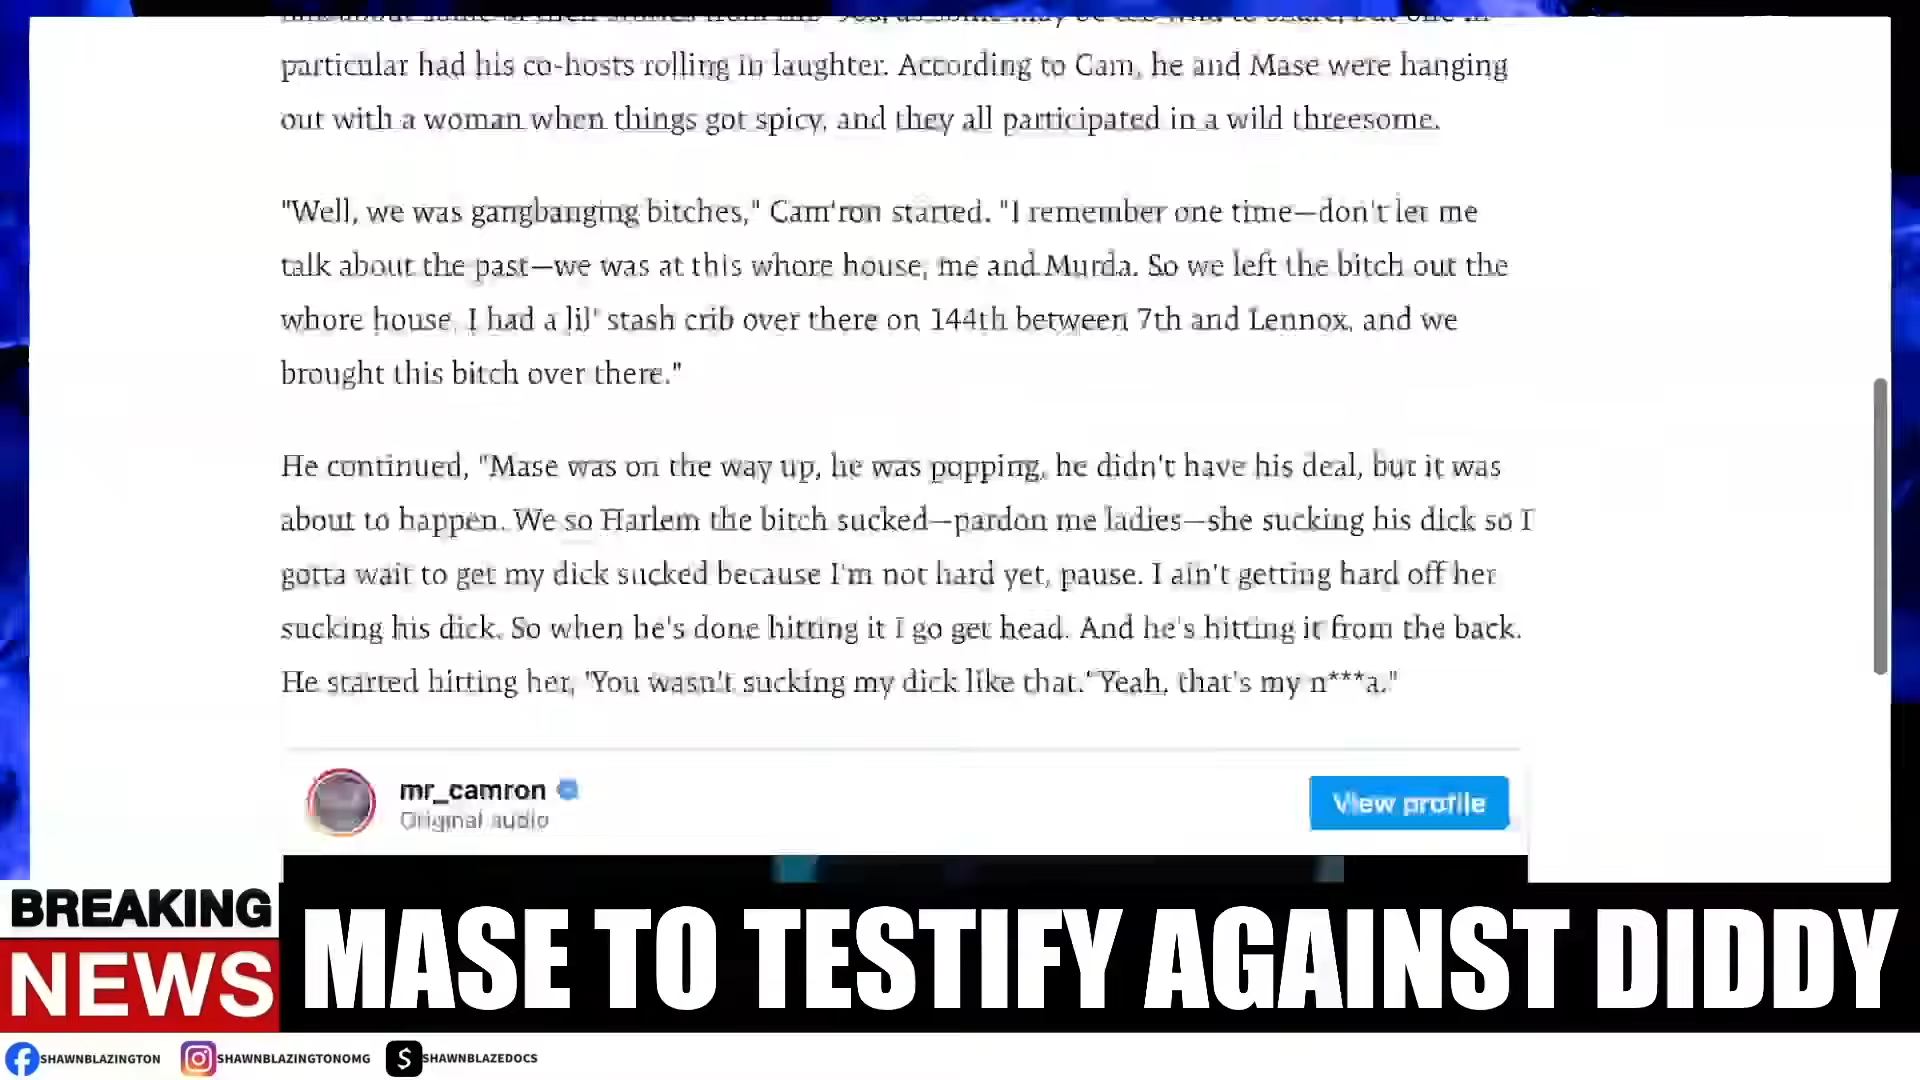 particular had his co-hosts rolling in laughter. According to Cam, he and Mase were hanging
out with a woman when things got spicy, and they all participated in a wild threesome.
"Well, we was gangbanging bitches," Cam'ron started. "I remember one time—don't let me
talk about the past—we was at this whore house, me and Murda. So we left the bitch out the
whore house. I had a lil' stash crib over there on 144th between 7th and Lennox, and we
brought this bitch over there."
He continued, "Mase was on the way up, he was popping, he didn't have his deal, but it was
about to happen. We so Harlem the bitch sucked—pardon me ladies—she sucking his dick so I
gotta wait to get my dick sucked because I'm not hard yet, pause. I ain't getting hard off her
sucking his dick. So when he's done hitting it I go get head. And he's hitting it from the back.
He started hitting her, 'You wasn't sucking my dick like that.' Yeah, that's my n***a."
mr_camron
Original audio
View profile
BREAKING
NEWS
MASE TO TESTIFY AGAINST DIDDY
SHAWNBLAZINGTON
SHAWNBLAZINGTONOMG
$
SHAWNBLAZEDOCS